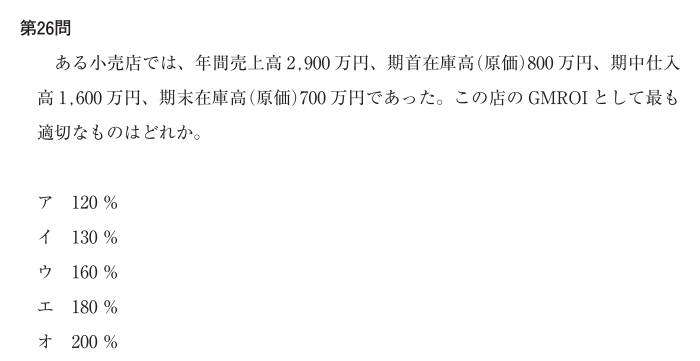 第26問
ある小売店では、年間売上高 2,900 万円、期首在庫高(原価)800 万円、期中仕入
高 1,600 万円、期末在庫高(原価)700 万円であった。この店の GMROI として最も
適切なものはどれか。
ア 120 %
イ 130 %
ウ 160 %
エ 180 %
オ 200 %